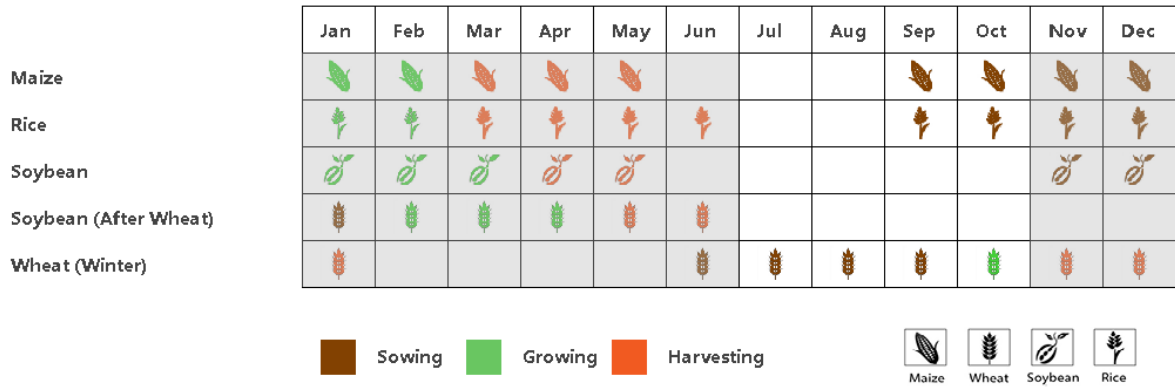 Jan Feb Mar Apr May Jun Jul Aug Sep Oct Nov Dec
Maize
Rice
Soybean
Soybean (After Wheat)
Wheat (Winter)
Sowing Growing Harvesting
Maize Wheat Soybean Rice